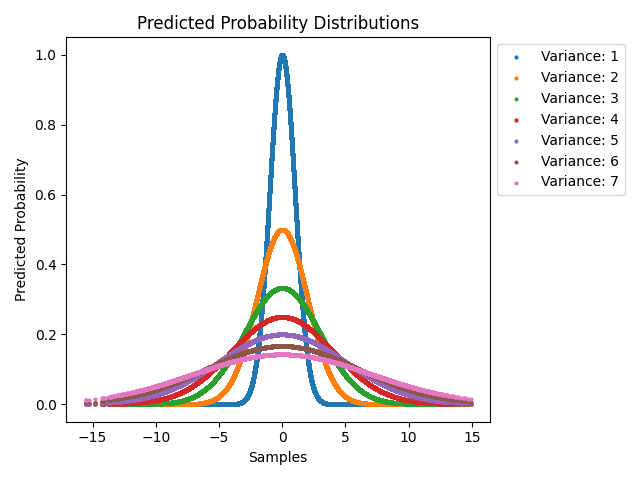 Predicted Probability Distributions
1.0
0.8
0.6
0.4
0.2
0.0
Predicted Probability
−15 −10 −5 0 5 10 15
Samples
Variance: 1
Variance: 2
Variance: 3
Variance: 4
Variance: 5
Variance: 6
Variance: 7